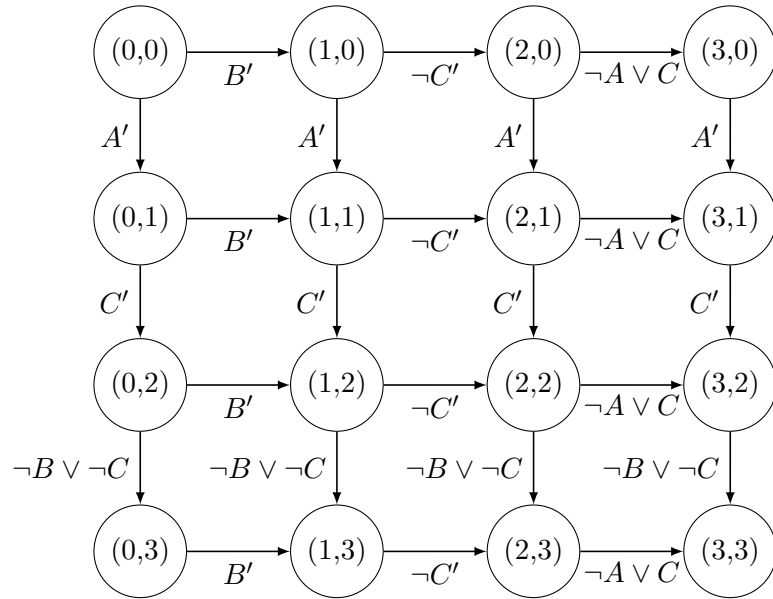 (0,0) (1,0) (2,0) (3,0)
B′ ¬C′ ¬A ∨ C
A′ A′ A′ A′
(0,1) (1,1) (2,1) (3,1)
B′ ¬C′ ¬A ∨ C
C′ C′ C′ C′
(0,2) (1,2) (2,2) (3,2)
B′ ¬C′ ¬A ∨ C
¬B ∨ ¬C ¬B ∨ ¬C ¬B ∨ ¬C ¬B ∨ ¬C
(0,3) (1,3) (2,3) (3,3)
B′ ¬C′ ¬A ∨ C